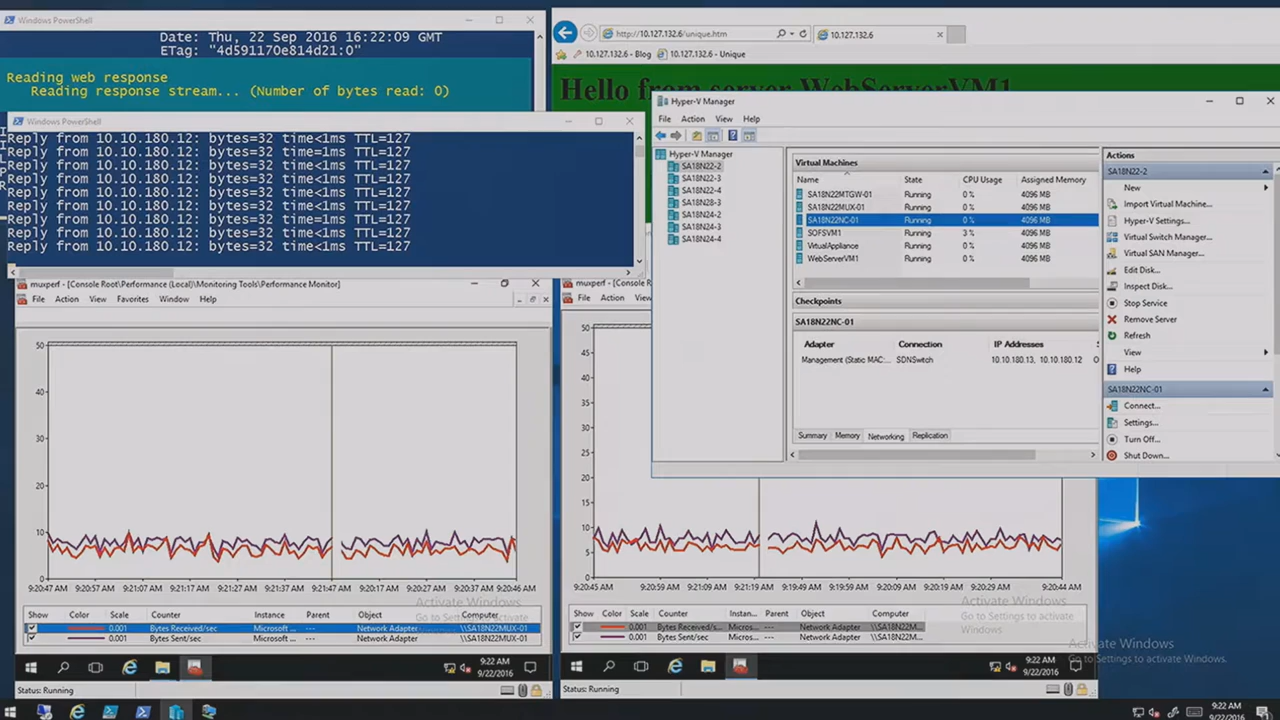 Windows PowerShell
Date: Thu, 22 Sep 2016 16:22:09 GMT
ETag: "4d591170e814d21:0"
Reading web response
Reading response stream... (Number of bytes read: 0)
Windows PowerShell
Reply from 10.10.180.12: bytes=32 time<1ms TTL=127
Reply from 10.10.180.12: bytes=32 time<1ms TTL=127
Reply from 10.10.180.12: bytes=32 time<1ms TTL=127
Reply from 10.10.180.12: bytes=32 time<1ms TTL=127
Reply from 10.10.180.12: bytes=32 time<1ms TTL=127
Reply from 10.10.180.12: bytes=32 time<1ms TTL=127
Reply from 10.10.180.12: bytes=32 time=1ms TTL=127
Reply from 10.10.180.12: bytes=32 time=1ms TTL=127
Reply from 10.10.180.12: bytes=32 time<1ms TTL=127
http://10.127.132.6/unique.htm
10.127.132.6
10.127.132.6 - Blog 10.127.132.6 - Unique
Hello from server WebServerVM1
Hyper-V Manager
File Action View Help
Hyper-V Manager
SA18N22-2
SA18N22-3
SA18N22-4
SA18N28-3
SA18N24-2
SA18N24-3
SA18N24-4
Virtual Machines
Name State CPU Usage Assigned Memory
SA18N22MTGW-01 Running 0 % 4096 MB
SA18N22MUX-01 Running 0 % 4096 MB
SA18N22NC-01 Running 0 % 4096 MB
SOFSVM1 Running 3 % 4096 MB
VirtualAppliance Running 0 % 4096 MB
WebServerVM1 Running 0 % 4096 MB
Checkpoints
SA18N22NC-01
Adapter Connection IP Addresses
Management (Static MAC:... SDNSwitch 10.10.180.13, 10.10.180.12
Summary Memory Networking Replication
Actions
SA18N22-2
New
Import Virtual Machine...
Hyper-V Settings...
Virtual Switch Manager...
Virtual SAN Manager...
Edit Disk...
Inspect Disk...
Stop Service
Remove Server
Refresh
View
Help
SA18N22NC-01
Connect...
Settings...
Turn Off...
Shut Down...
muxperf - [Console Root\Performance (Local)\Monitoring Tools\Performance Monitor]
File Action View Favorites Window Help
50
40
30
20
10
0
9:20:47 AM 9:20:57 AM 9:21:07 AM 9:21:17 AM 9:21:27 AM 9:21:37 AM 9:21:47 AM 9:20:17 AM 9:20:27 AM 9:20:46 AM
Show Color Scale Counter Instance Parent Object Computer
0.001 Bytes Received/sec Microsoft ... --- Network Adapter \\SA18N22MUX-01
0.001 Bytes Sent/sec Microsoft ... --- Network Adapter \\SA18N22MUX-01
Activate Windows
Go to Settings to activate Windows
9:22 AM
9/22/2016
Status: Running
muxperf - [Console R
File Action View
50
45
40
35
30
25
20
15
10
5
0
9:20:45 AM 9:20:59 AM 9:21:09 AM 9:21:19 AM 9:19:49 AM 9:19:59 AM 9:20:09 AM 9:20:19 AM 9:20:29 AM 9:20:44 AM
Show Color Scale Counter Instan... Parent Object Computer
0.001 Bytes Received/s... Micros... --- Network Adapter \\SA18N22M...
0.001 Bytes Sent/sec Micros... --- Network Adapter \\SA18N22M...
Activate Windows
Go to Settings to activate
Windows
9:22 AM
9/22/2016
Status: Running
Activate Windows
Go to Settings to activate Windows.
9:22 AM
9/22/2016